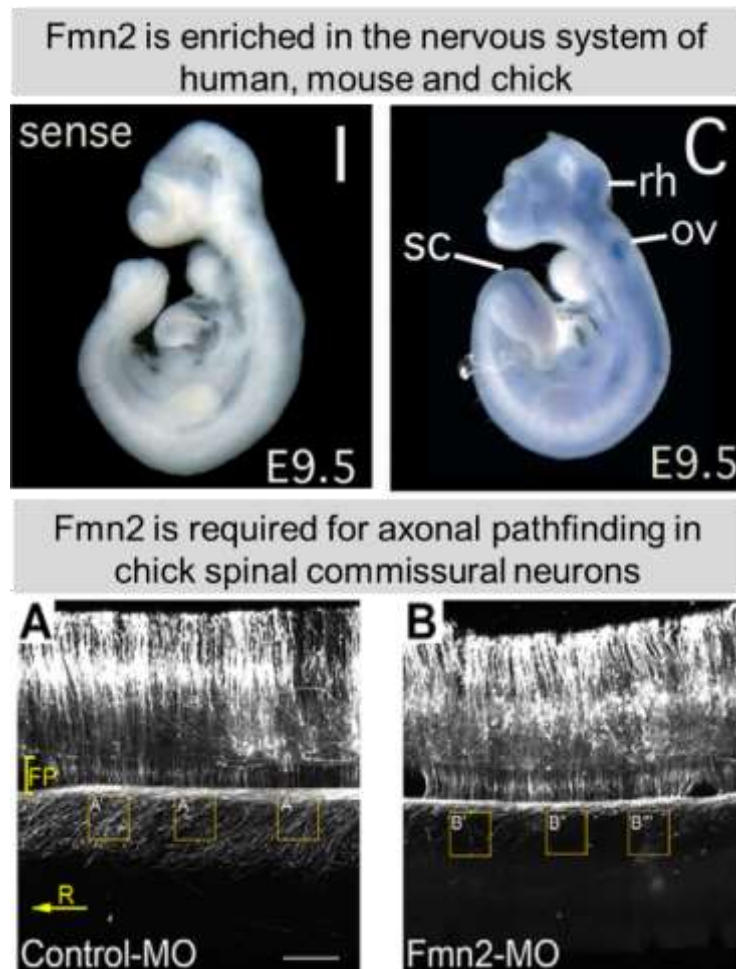 Fmn2 is enriched in the nervous system of
human, mouse and chick
sense
I
E9.5
C
rh
ov
sc
E9.5
Fmn2 is required for axonal pathfinding in
chick spinal commissural neurons
A
FP
R
Control-MO
B
B'
B''
B'''
Fmn2-MO